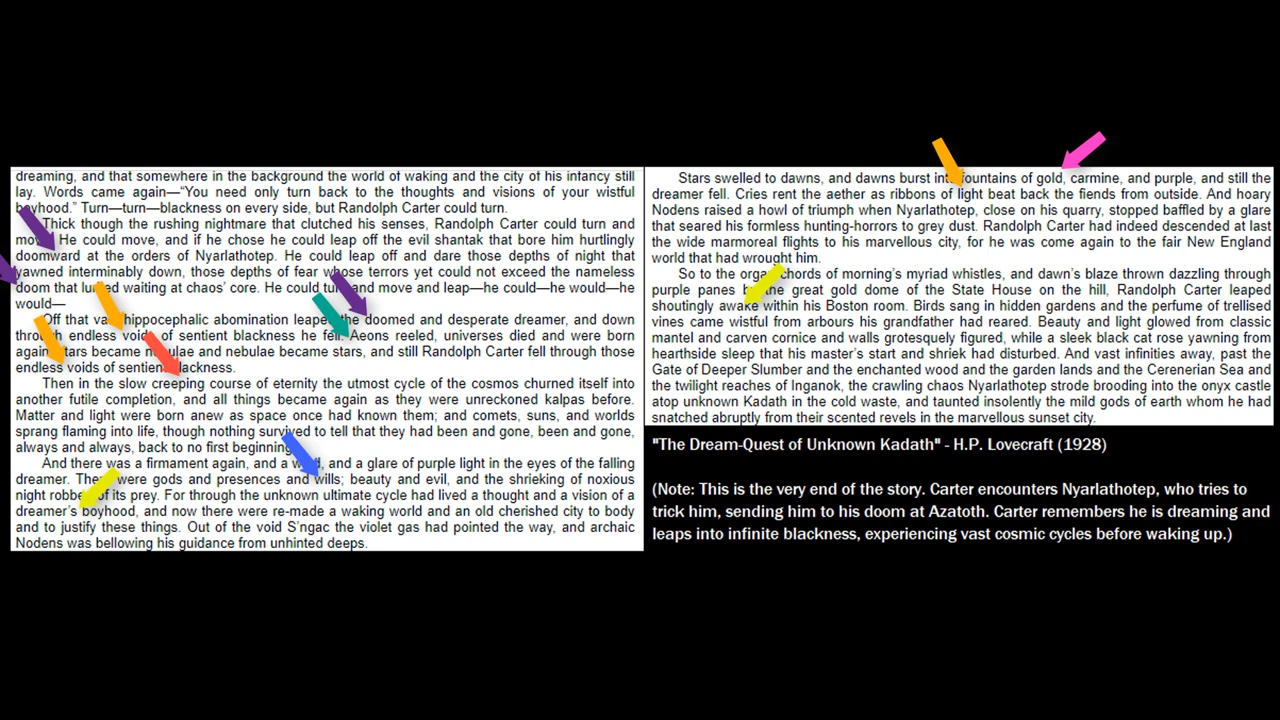 dreaming, and that somewhere in the background the world of waking and the city of his infancy still
lay. Words came again—“You need only turn back to the thoughts and visions of your wistful
boyhood.” Turn—turn—blackness on every side, but Randolph Carter could turn.
Thick though the rushing nightmare that clutched his senses, Randolph Carter could turn and
move. He could move, and if he chose he could leap off the evil shantak that bore him hurtlingly
doomward at the orders of Nyarlathotep. He could leap off and dare those depths of night that
yawned interminably down, those depths of fear whose terrors yet could not exceed the nameless
doom that lurked waiting at chaos’ core. He could turn and move and leap—he could—he would—he
would—
Off that vast hippocephalic abomination leaped the doomed and desperate dreamer, and down
through endless voids of sentient blackness he fell. Aeons reeled, universes died and were born
again, stars became nebulae and nebulae became stars, and still Randolph Carter fell through those
endless voids of sentient blackness.
Then in the slow creeping course of eternity the utmost cycle of the cosmos churned itself into
another futile completion, and all things became again as they were unreckoned kalpas before.
Matter and light were born anew as space once had known them; and comets, suns, and worlds
sprang flaming into life, though nothing survived to tell that they had been and gone, been and gone,
always and always, back to no first beginning.
And there was a firmament again, and a wind, and a glare of purple light in the eyes of the falling
dreamer. There were gods and presences and wills; beauty and evil, and the shrieking of noxious
night robbed of its prey. For through the unknown ultimate cycle had lived a thought and a vision of a
dreamer’s boyhood, and now there were re-made a waking world and an old cherished city to body
and to justify these things. Out of the void S’ngac the violet gas had pointed the way, and archaic
Nodens was bellowing his guidance from unhinted deeps.
Stars swelled to dawns, and dawns burst into fountains of gold, carmine, and purple, and still the
dreamer fell. Cries rent the aether as ribbons of light beat back the fiends from outside. And hoary
Nodens raised a howl of triumph when Nyarlathotep, close on his quarry, stopped baffled by a glare
that seared his formless hunting-horrors to grey dust. Randolph Carter had indeed descended at last
the wide marmoreal flights to his marvellous city, for he was come again to the fair New England
world that had wrought him.
So to the organ chords of morning’s myriad whistles, and dawn’s blaze thrown dazzling through
purple panes by the great gold dome of the State House on the hill, Randolph Carter leaped
shoutingly awake within his Boston room. Birds sang in hidden gardens and the perfume of trellised
vines came wistful from arbours his grandfather had reared. Beauty and light glowed from classic
mantel and carven cornice and walls grotesquely figured, while a sleek black cat rose yawning from
hearthside sleep that his master’s start and shriek had disturbed. And vast infinities away, past the
Gate of Deeper Slumber and the enchanted wood and the garden lands and the Cerenerian Sea and
the twilight reaches of Inganok, the crawling chaos Nyarlathotep strode brooding into the onyx castle
atop unknown Kadath in the cold waste, and taunted insolently the mild gods of earth whom he had
snatched abruptly from their scented revels in the marvellous sunset city.
"The Dream-Quest of Unknown Kadath" - H.P. Lovecraft (1928)
(Note: This is the very end of the story. Carter encounters Nyarlathotep, who tries to
trick him, sending him to his doom at Azatoth. Carter remembers he is dreaming and
leaps into infinite blackness, experiencing vast cosmic cycles before waking up.)